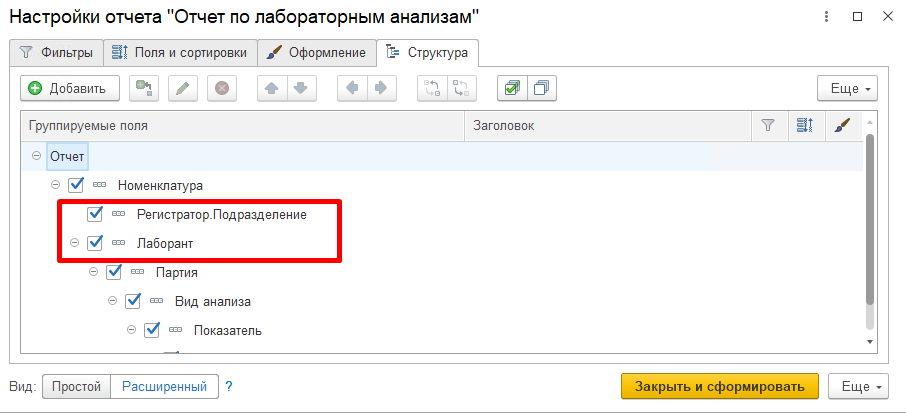 Настройки отчета "Отчет по лабораторным анализам"
Фильтры Поля и сортировки Оформление Структура
Добавить Еще
Группируемые поля Заголовок
Отчет
Номенклатура
Регистратор.Подразделение
Лаборант
Партия
Вид анализа
Показатель
Вид: Простой Расширенный ? Закрыть и сформировать Еще